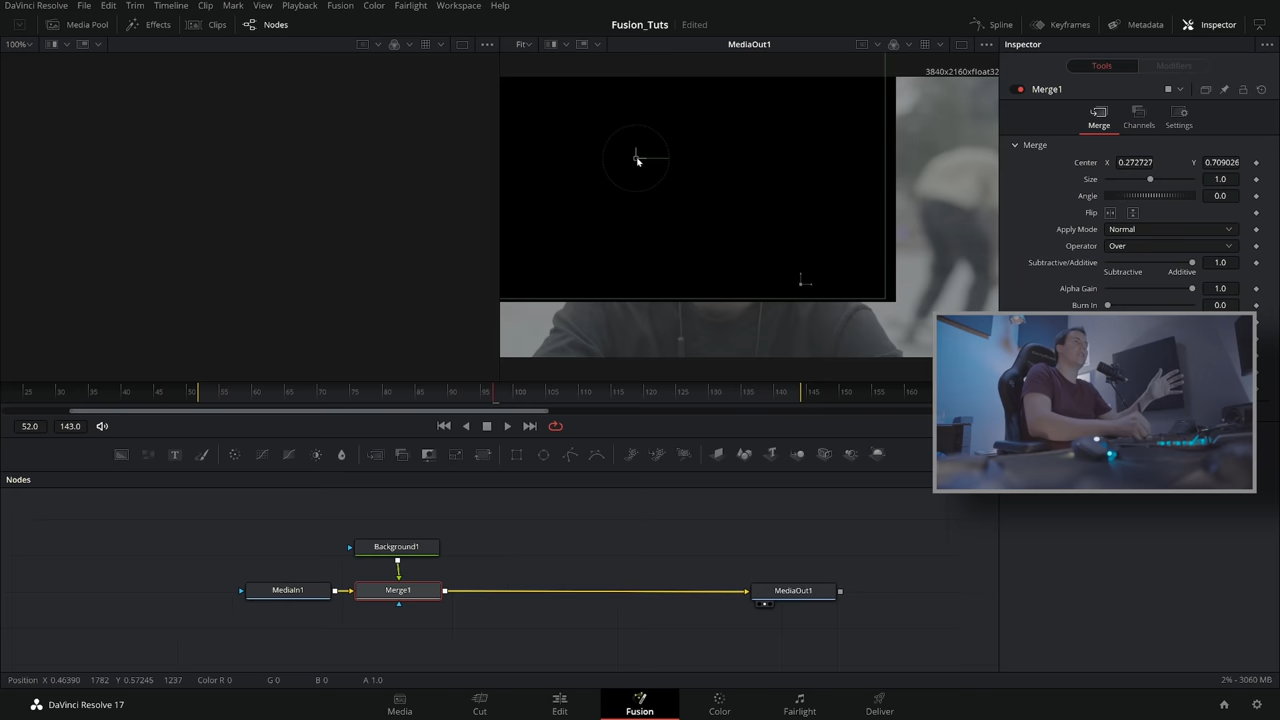 DaVinci Resolve File Edit Trim Timeline Clip Mark View Playback Fusion Color Fairlight Workspace Help
Media Pool Effects Clips Nodes Fusion_Tuts Edited Spline Keyframes Metadata Inspector
100% Fit MediaOut1 Inspector
3840x2160xfloat32
Tools Modifiers
Merge1
Merge Channels Settings
Merge
Center X 0.272727 Y 0.709026
Size 1.0
Angle 0.0
Flip
Apply Mode Normal
Operator Over
Subtractive/Additive 1.0
Subtractive Additive
Alpha Gain 1.0
Burn In 0.0
25 30 35 40 45 50 55 60 65 70 75 80 85 90 95 100 105 110 115 120 125 130 135 140 145 150 155 160
52.0 143.0
Nodes
Background1
MediaIn1 Merge1 MediaOut1
Position X 0.46390 1782 Y 0.57245 1237 Color R 0 G 0 B 0 A 1.0 2% - 3060 MB
DaVinci Resolve 17 Media Cut Edit Fusion Color Fairlight Deliver